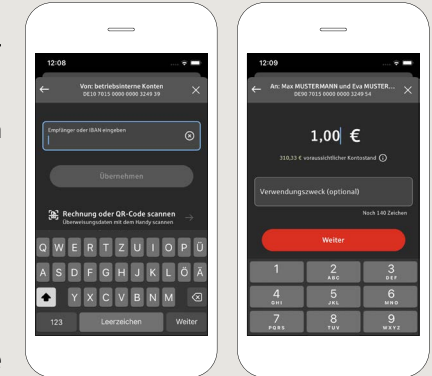 12:08
Von: betriebsinterne Konten
DE10 7015 0000 0000 3249 39
Empfänger oder IBAN eingeben
Übernehmen
Rechnung oder QR-Code scannen
Überweisungsdaten mit dem Handy scannen
Q W E R T Z U I O P Ü
A S D F G H J K L Ö Ä
Y X C V B N M
123 Leerzeichen Weiter
12:09
An: Max MUSTERMANN und Eva MUSTER...
DE90 7015 0000 0000 3249 54
1,00 €
310,23 € voraussichtlicher Kontostand
Verwendungszweck (optional)
Noch 140 Zeichen
Weiter
1 2 3
ABC DEF
4 5 6
GHI JKL MNO
7 8 9
PQRS TUV WXYZ